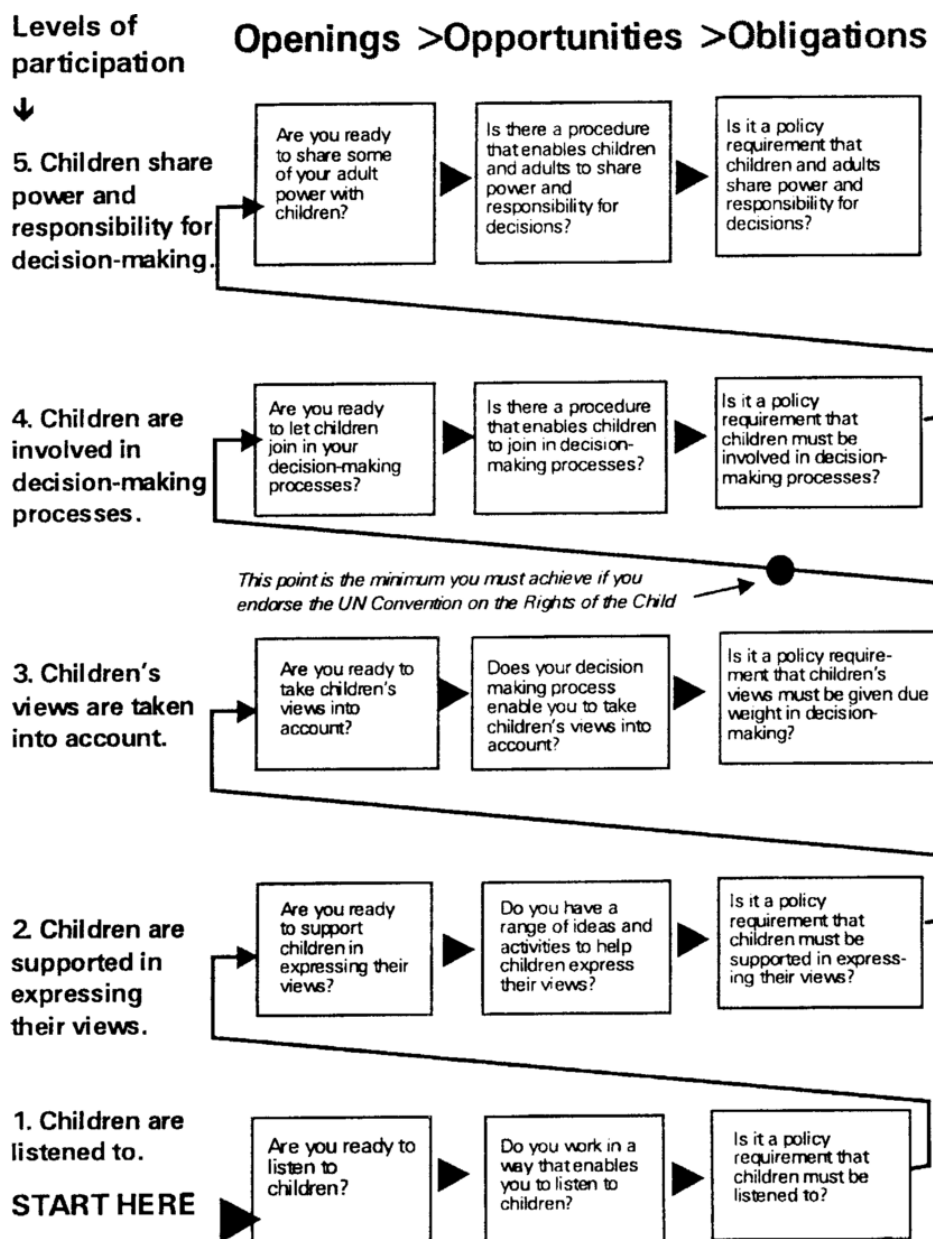 Levels of
participation
↓
Openings >Opportunities >Obligations
5. Children share
power and
responsibility for
decision-making.
Are you ready
to share some
of your adult
power with
children?
Is there a procedure
that enables children
and adults to share
power and
responsibility for
decisions?
Is it a policy
requirement that
children and adults
share power and
responsibility for
decisions?
4. Children are
involved in
decision-making
processes.
Are you ready
to let children
join in your
decision-making
processes?
Is there a procedure
that enables children
to join in decision-
making processes?
Is it a policy
requirement that
children must be
involved in decision-
making processes?
This point is the minimum you must achieve if you
endorse the UN Convention on the Rights of the Child
3. Children's
views are taken
into account.
Are you ready to
take children's
views into
account?
Does your decision
making process
enable you to take
children's views into
account?
Is it a policy require-
ment that children's
views must be given due
weight in decision-
making?
2. Children are
supported in
expressing
their views.
Are you ready
to support
children in
expressing their
views?
Do you have a
range of ideas and
activities to help
children express
their views?
Is it a policy
requirement that
children must be
supported in express-
ing their views?
1. Children are
listened to.
START HERE
Are you ready to
listen to
children?
Do you work in a
way that enables
you to listen to
children?
Is it a policy
requirement that
children must be
listened to?